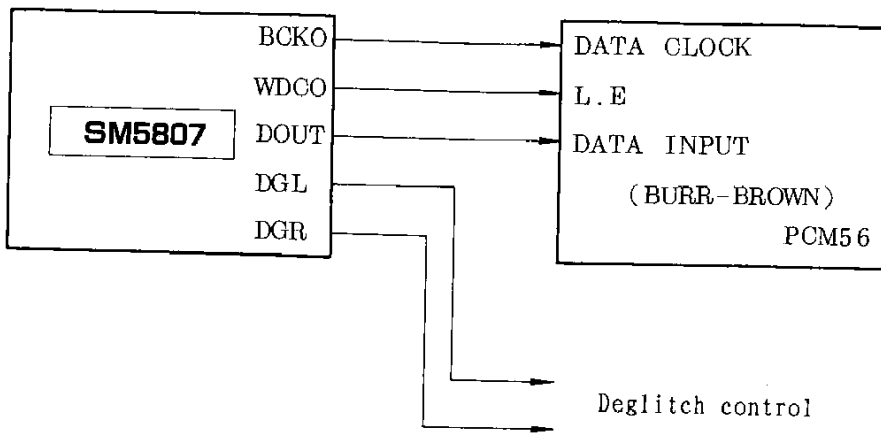 BCKO
WDCO
SM5807
DOUT
DGL
DGR
DATA CLOCK
L.E
DATA INPUT
(BURR-BROWN)
PCM56
Deglitch control